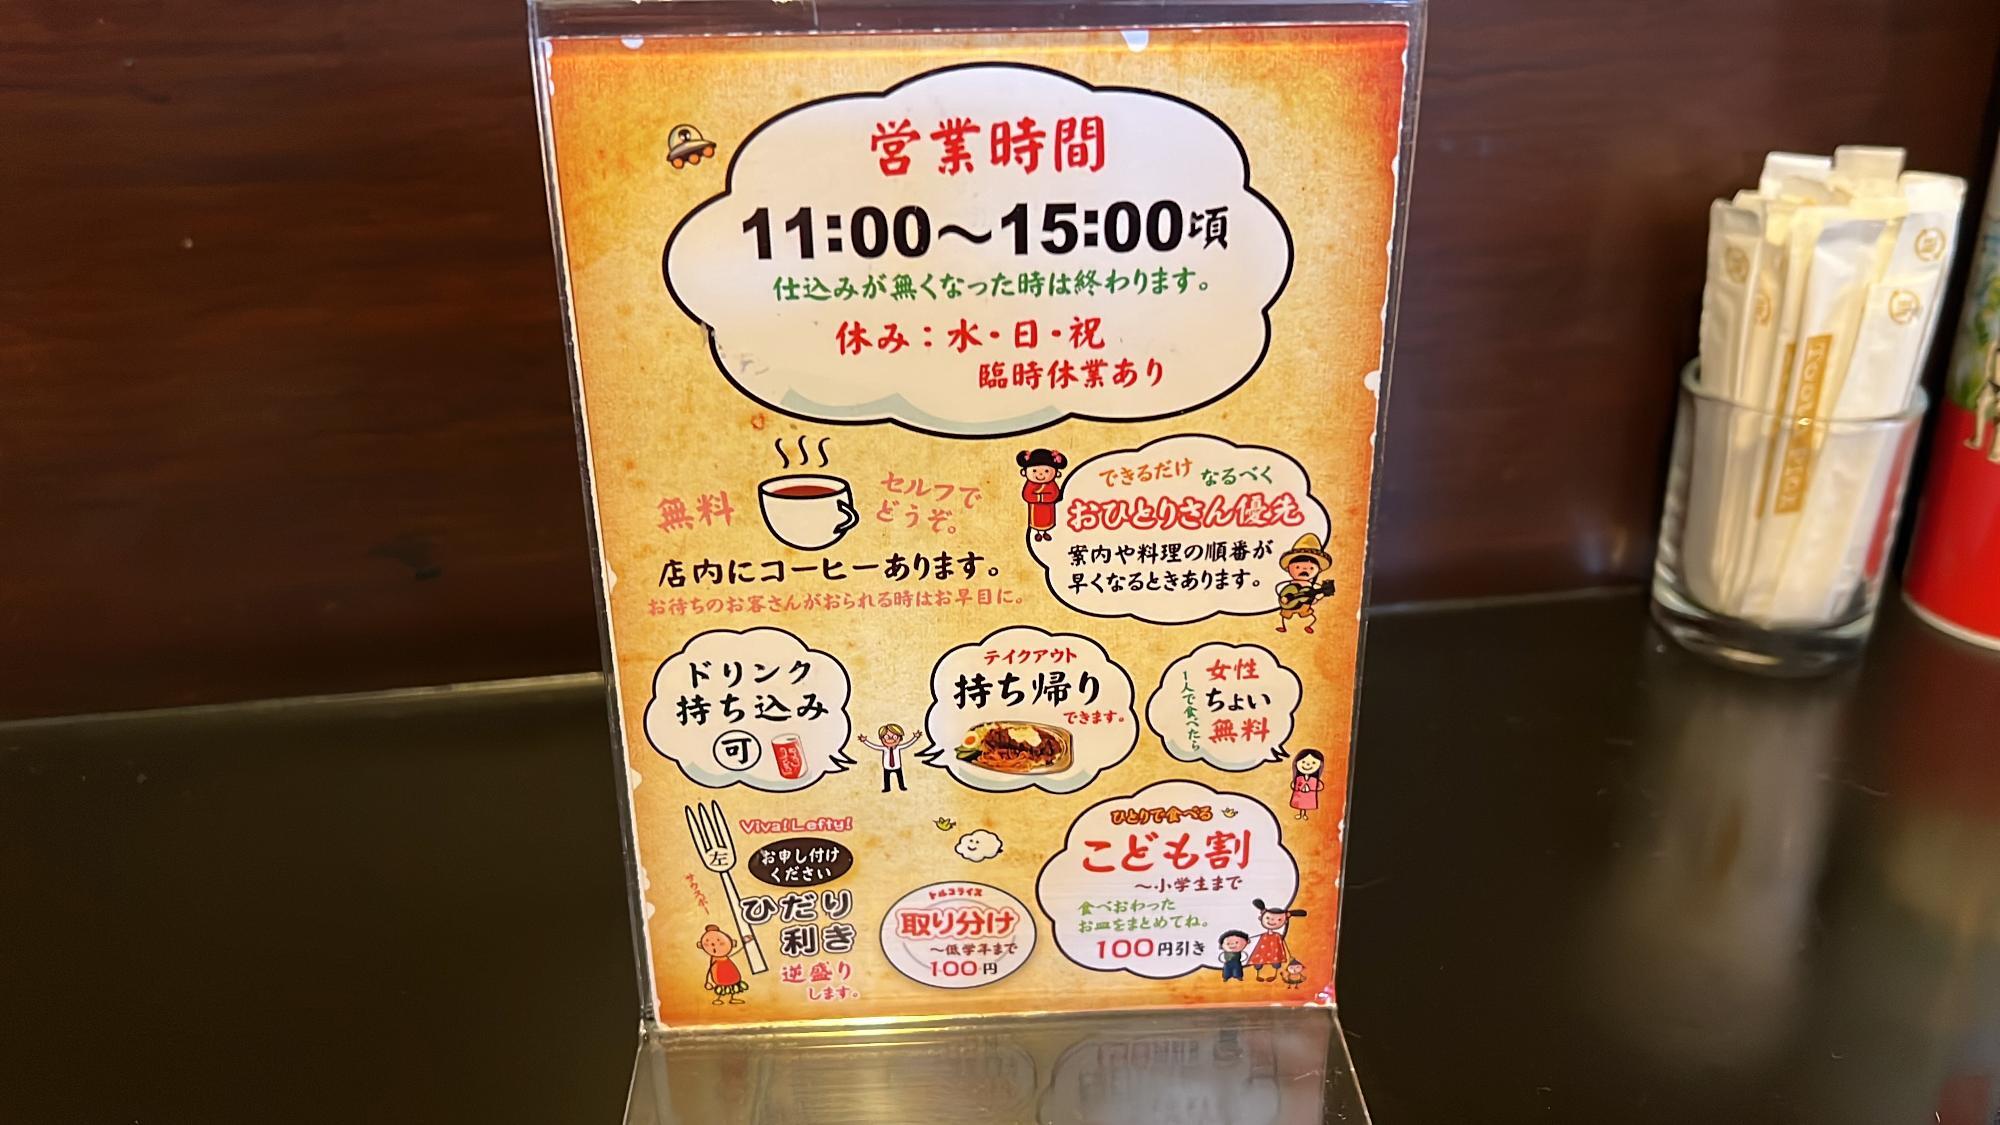 営業時間
11:00～15:00頃
仕込みが無くなった時は終わります。
休み：水・日・祝
臨時休業あり
無料
セルフで
どうぞ。
店内にコーヒーあります。
お待ちのお客さんがおられる時はお早目に。
できるだけ なるべく
おひとりさん優先
案内や料理の順番が
早くなるときあります。
ドリンク
持ち込み
可
テイクアウト
持ち帰り
できます。
女性
ちょい
無料
1人で食べたら
Viva! Lefty!
左
お申し付け
ください
サウスポー
ひだり
利き
逆盛り
します。
トルコライス
取り分け
～低学年まで
100円
ひとりで食べる
こども割
～小学生まで
食べおわった
お皿をまとめてね。
100円引き